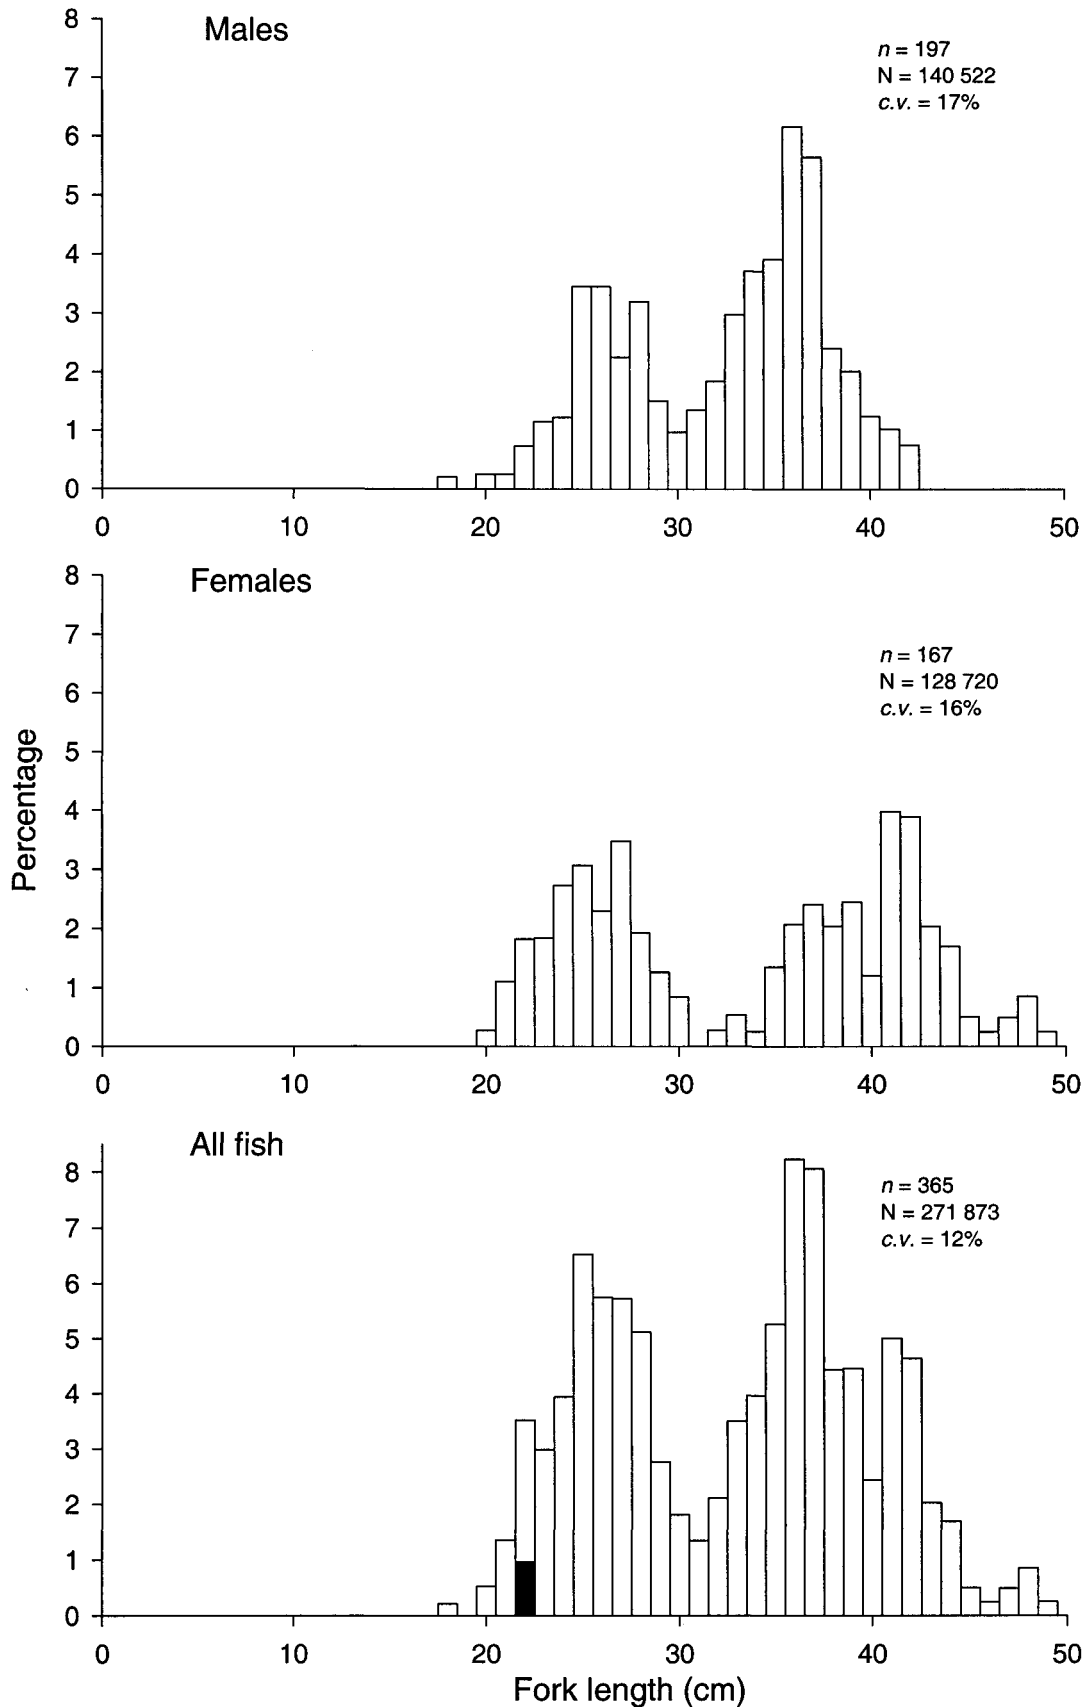 Males
n = 197
N = 140 522
c.v. = 17%
8
7
6
5
4
3
2
1
0
0 10 20 30 40 50
Females
n = 167
N = 128 720
c.v. = 16%
8
7
6
5
4
3
2
1
0
0 10 20 30 40 50
Percentage
All fish
n = 365
N = 271 873
c.v. = 12%
8
7
6
5
4
3
2
1
0
0 10 20 30 40 50
Fork length (cm)